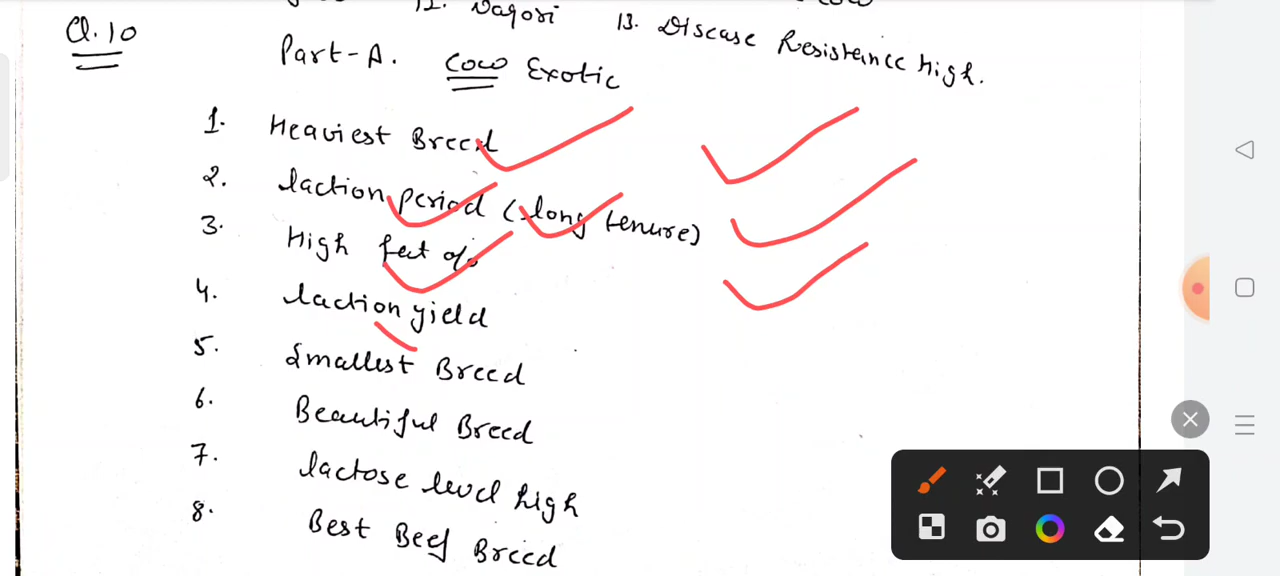 12. Nagori 13. Disease Resistance high.
Q.10
Part-A. Cow Exotic
1. Heaviest Breed
2. laction period (long tenure)
3. High fat %
4. laction yield
5. Smallest Breed
6. Beautiful Breed
7. lactose level high
8. Best Beef Breed